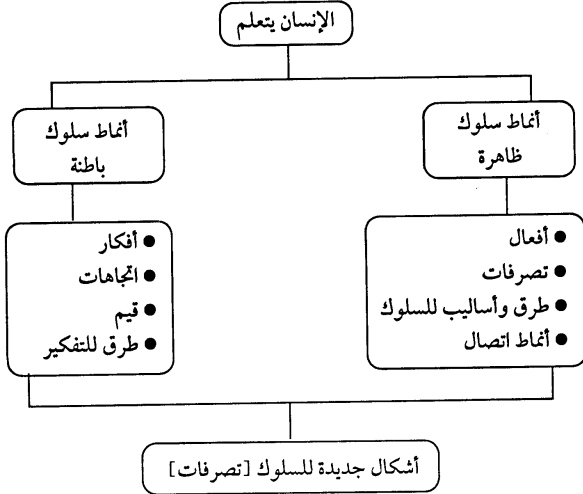 الإنسان يتعلم
أنماط سلوك
ظاهرة
أنماط سلوك
باطنة
● أفعال
● تصرفات
● طرق وأساليب للسلوك
● أنماط اتصال
● أفكار
● اتجاهات
● قيم
● طرق للتفكير
أشكال جديدة للسلوك [تصرفات]